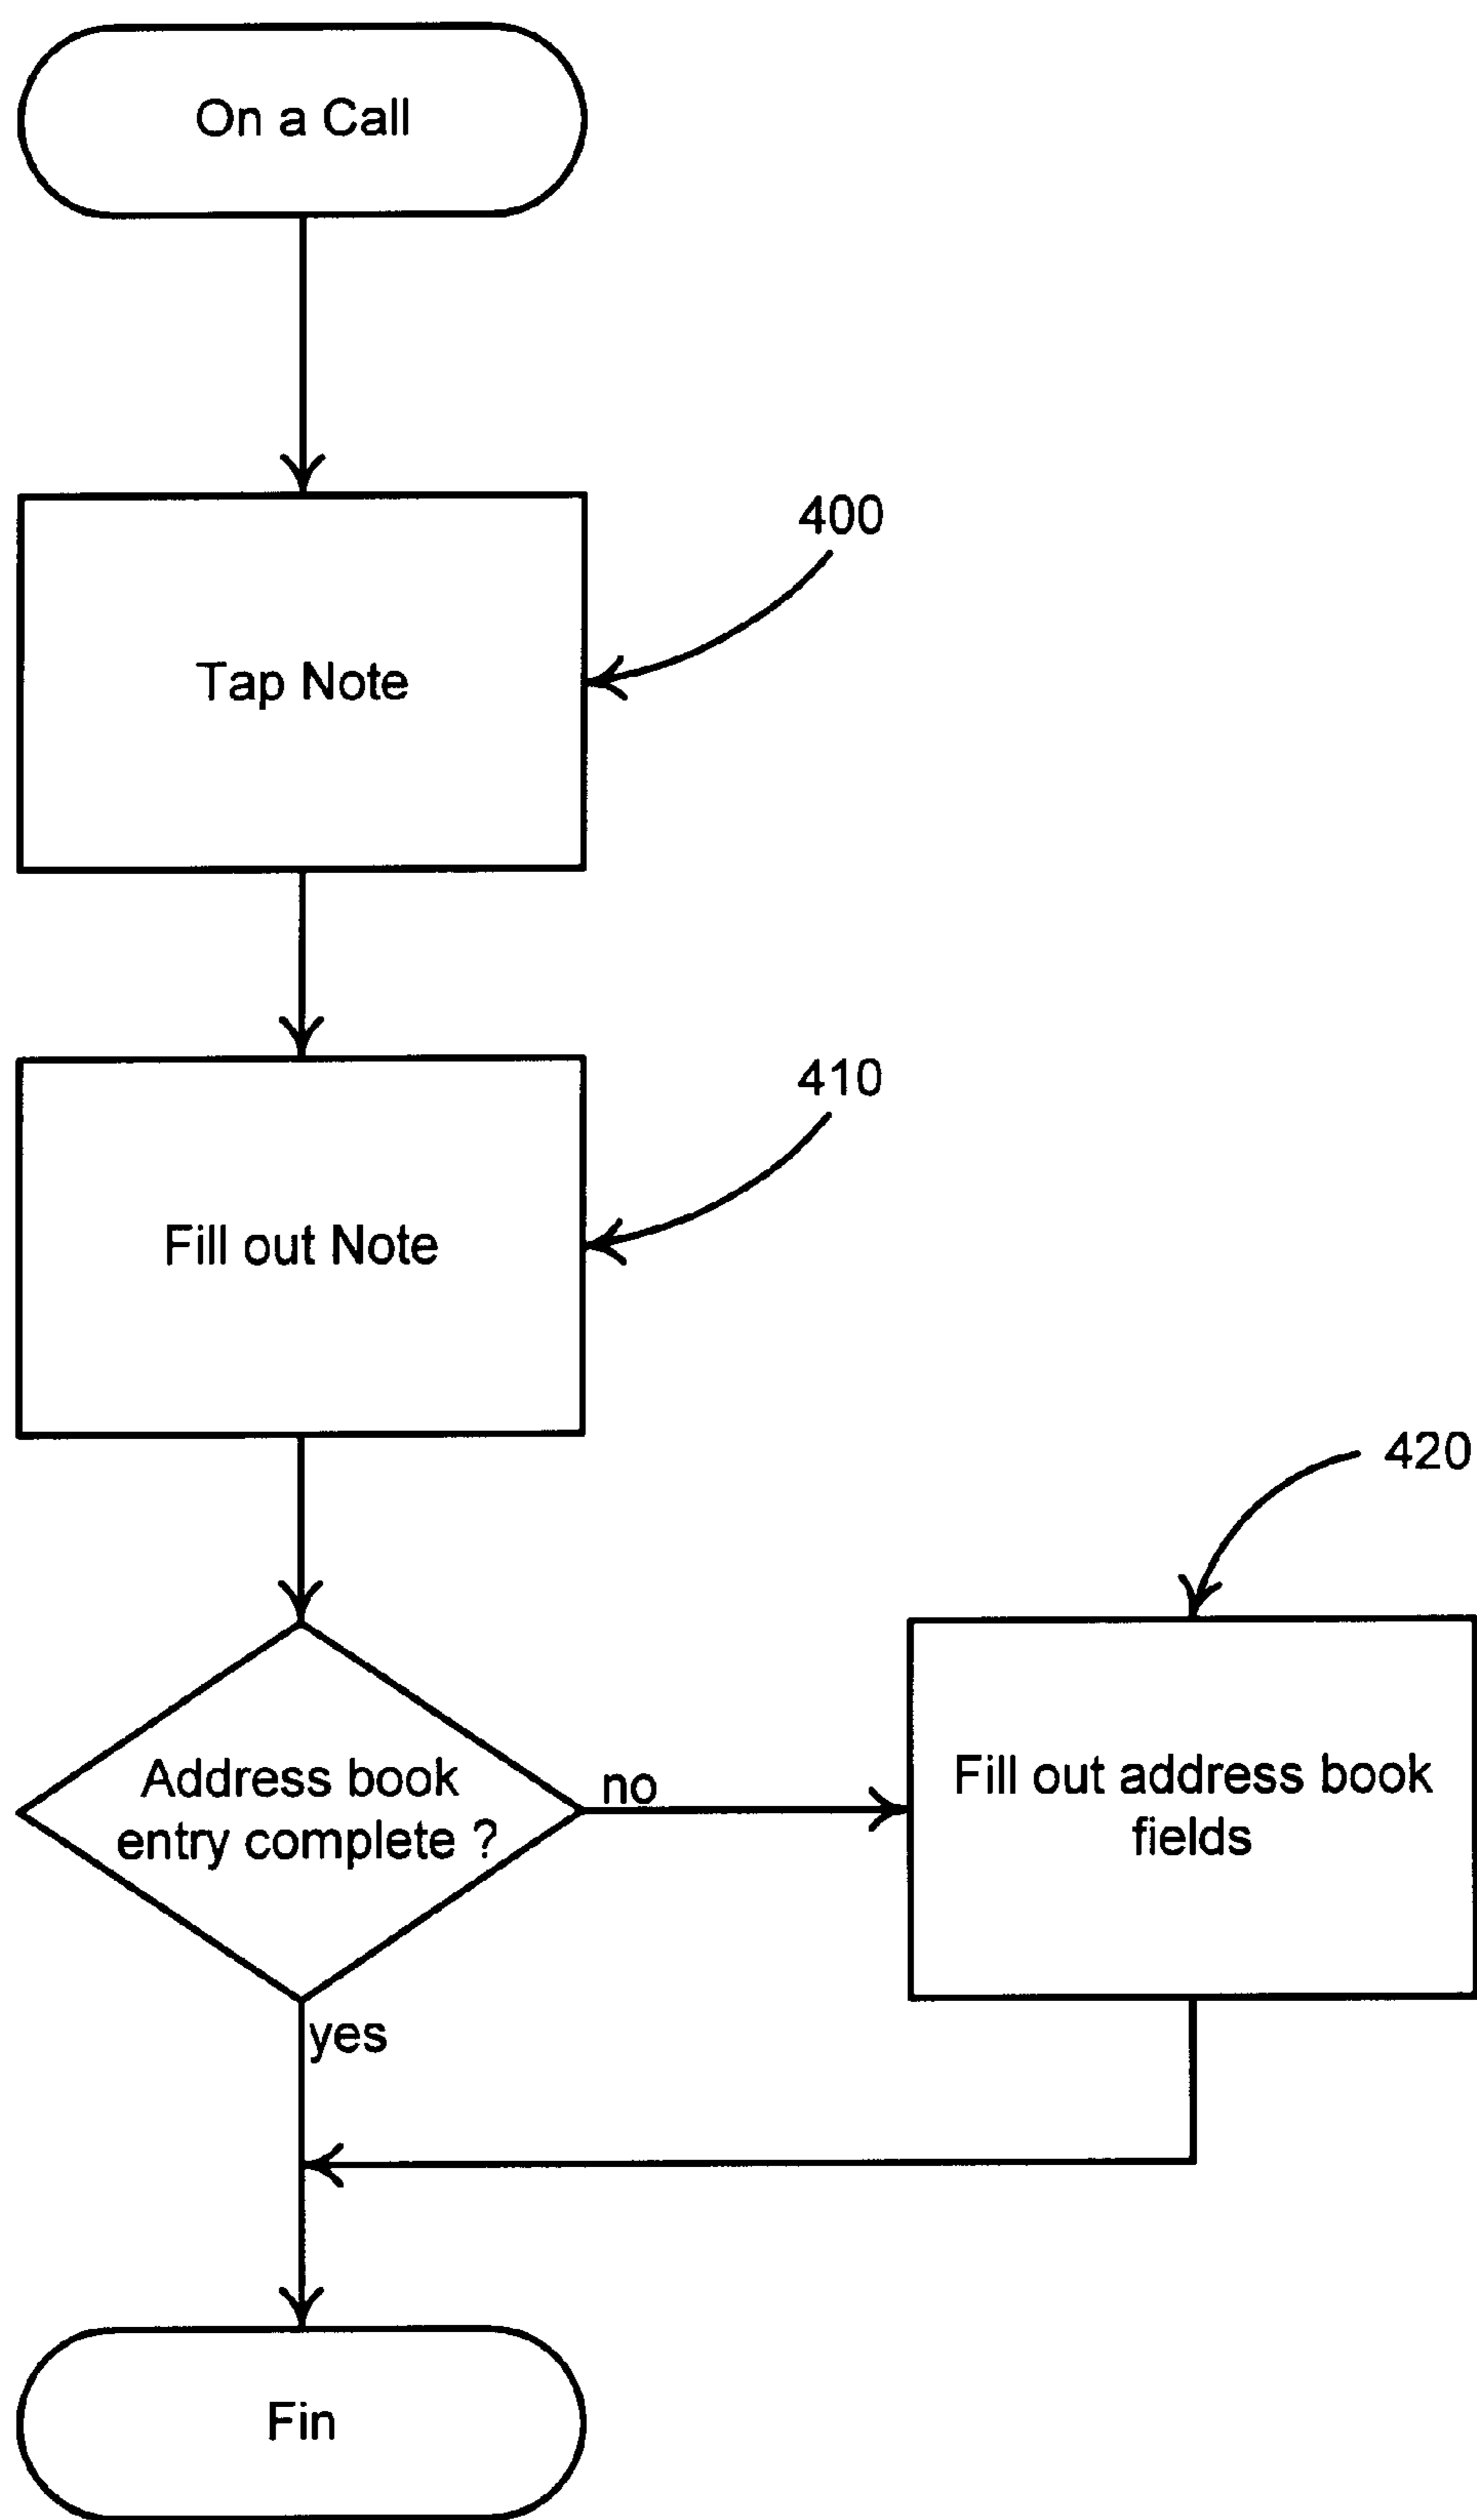 On a Call
400
Tap Note
410
Fill out Note
420
Address book
entry complete ?
no
Fill out address book
fields
yes
Fin